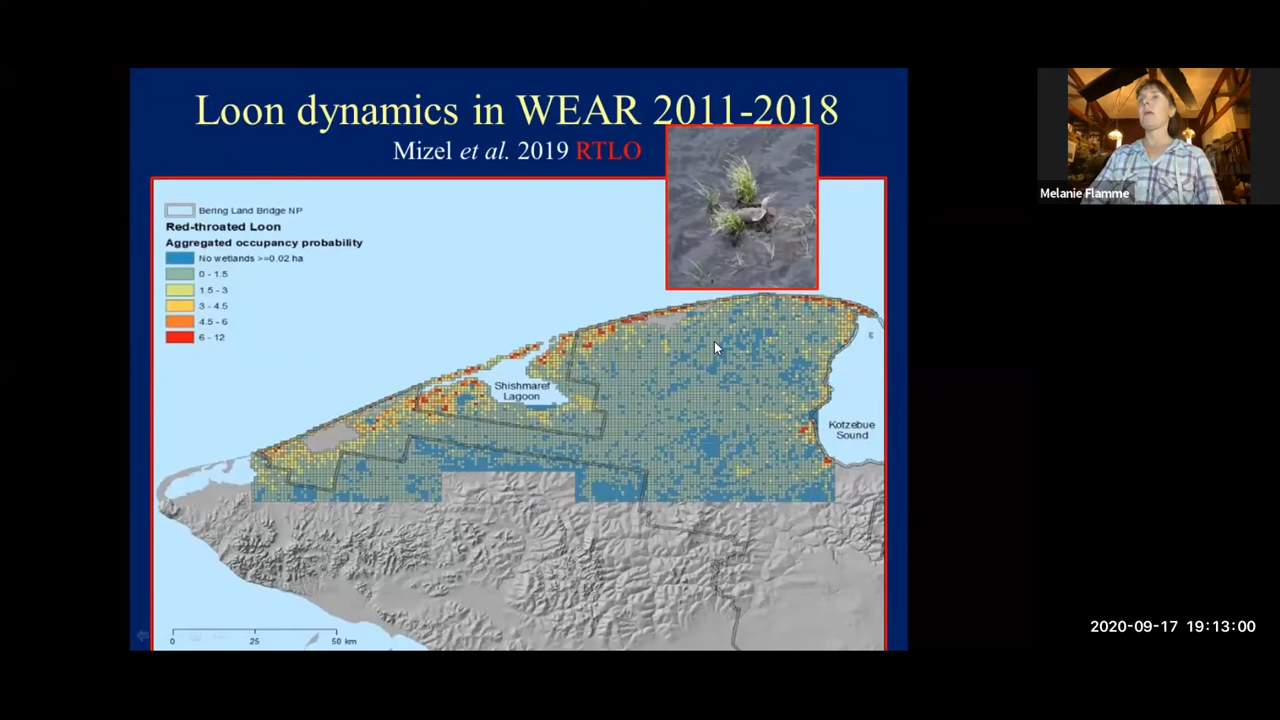 Loon dynamics in WEAR 2011-2018
Mizel et al. 2019 RTLO
Melanie Flamme
Bering Land Bridge NP
Red-throated Loon
Aggregated occupancy probability
No wetlands >=0.02 ha
0 - 1.5
1.5 - 3
3 - 4.5
4.5 - 6
6 - 12
Shishmaref
Lagoon
Kotzebue
Sound
0 25 50 km
2020-09-17 19:13:00